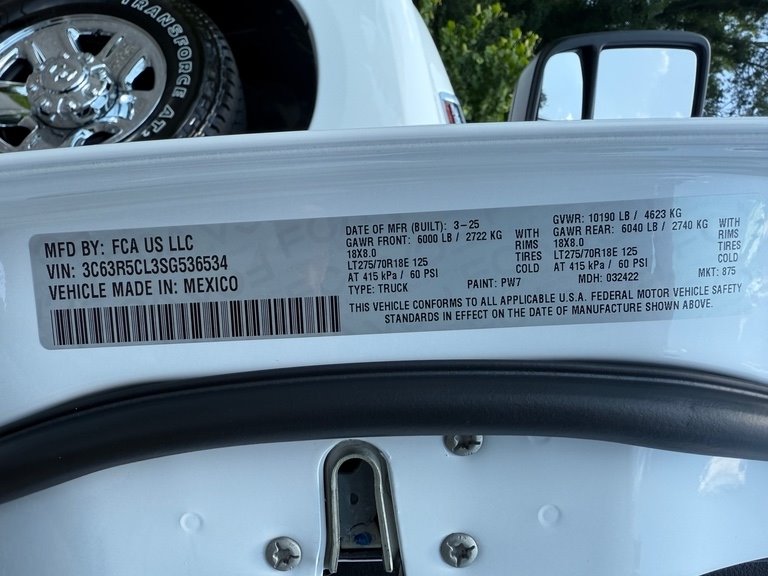 TRANSFORCE AT2
MFD BY: FCA US LLC
VIN: 3C63R5CL3SG536534
VEHICLE MADE IN: MEXICO
DATE OF MFR (BUILT): 3-25
GAWR FRONT: 6000 LB / 2722 KG WITH
18X8.0 RIMS
LT275/70R18E 125 TIRES
AT 415 kPa / 60 PSI COLD
TYPE: TRUCK PAINT: PW7
GVWR: 10190 LB / 4623 KG
GAWR REAR: 6040 LB / 2740 KG WITH
18X8.0 RIMS
LT275/70R18E 125 TIRES
AT 415 kPa / 60 PSI COLD
MDH: 032422 MKT: 875
THIS VEHICLE CONFORMS TO ALL APPLICABLE U.S.A. FEDERAL MOTOR VEHICLE SAFETY
STANDARDS IN EFFECT ON THE DATE OF MANUFACTURE SHOWN ABOVE.